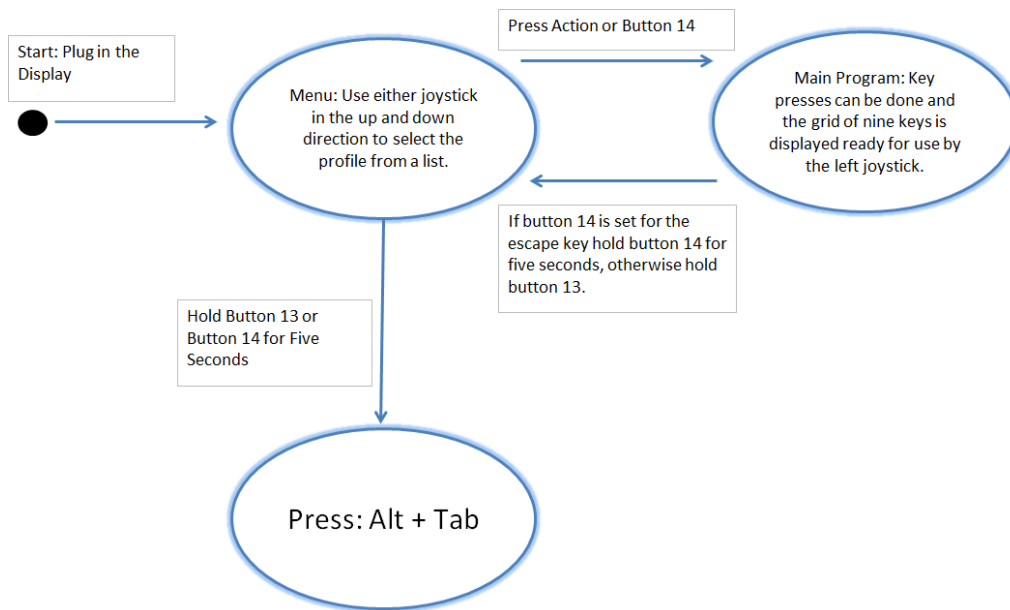 Start: Plug in the
Display
Menu: Use either joystick
in the up and down
direction to select the
profile from a list.
Press Action or Button 14
Main Program: Key
presses can be done and
the grid of nine keys is
displayed ready for use by
the left joystick.
If button 14 is set for the
escape key hold button 14 for
five seconds, otherwise hold
button 13.
Hold Button 13 or
Button 14 for Five
Seconds
Press: Alt + Tab